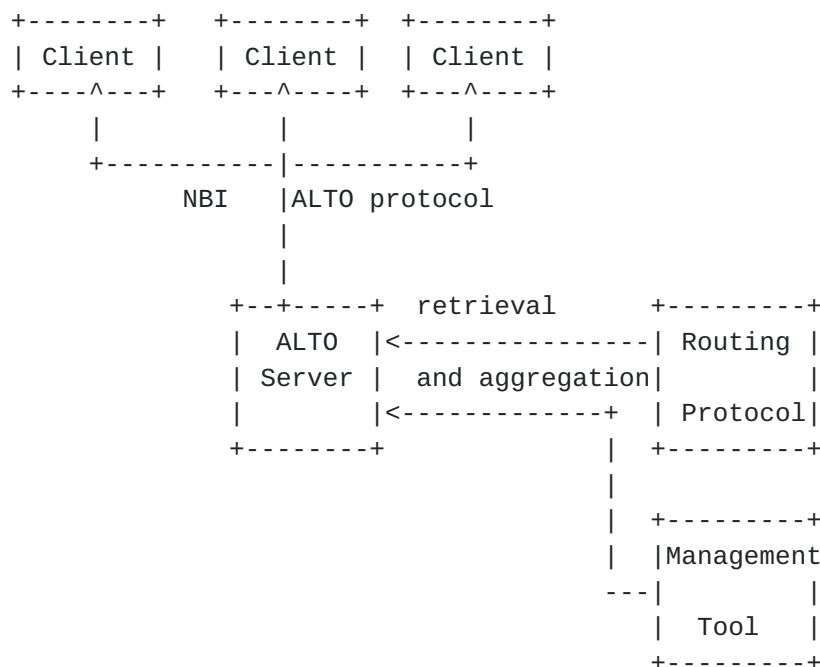 Client Client Client
NBI ALTO protocol
retrieval
ALTO Routing
Server and aggregation
Protocol
Management
Tool